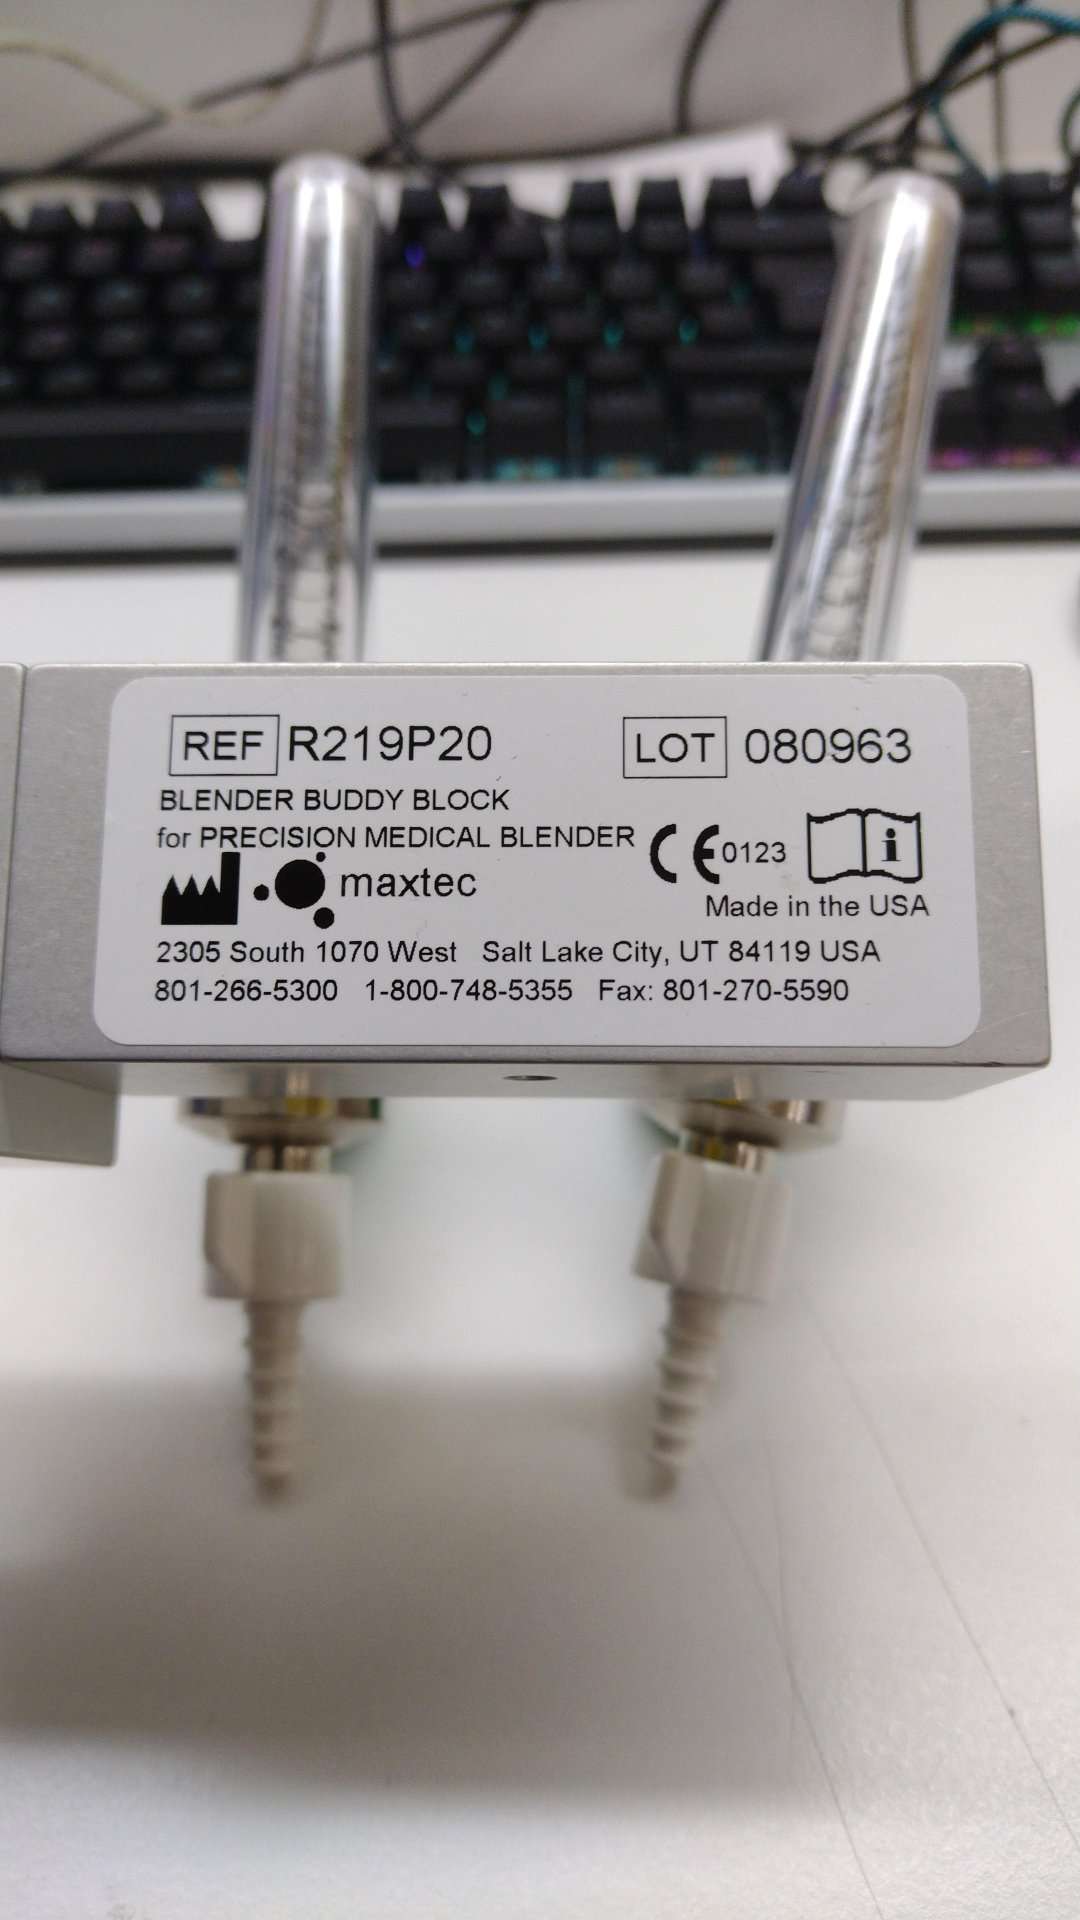 REF R219P20 LOT 080963
BLENDER BUDDY BLOCK
for PRECISION MEDICAL BLENDER
CE 0123
maxtec
Made in the USA
2305 South 1070 West Salt Lake City, UT 84119 USA
801-266-5300 1-800-748-5355 Fax: 801-270-5590